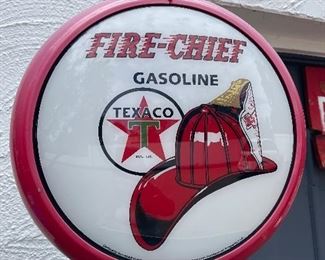 FIRE-CHIEF
GASOLINE
TEXACO
T